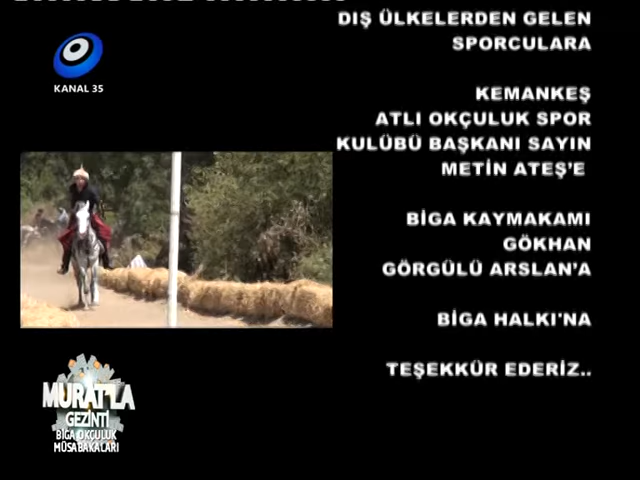 DIŞ ÜLKELERDEN GELEN
SPORCULARA
KEMANKEŞ
ATLI OKÇULUK SPOR
KULÜBÜ BAŞKANI SAYIN
METİN ATEŞ'E
BİGA KAYMAKAMI
GÖKHAN
GÖRGÜLÜ ARSLAN'A
BİGA HALKI'NA
TEŞEKKÜR EDERİZ..
KANAL 35
MURAT'LA
GEZİNTİ
BİGA OKÇULUK
MÜSABAKALARI